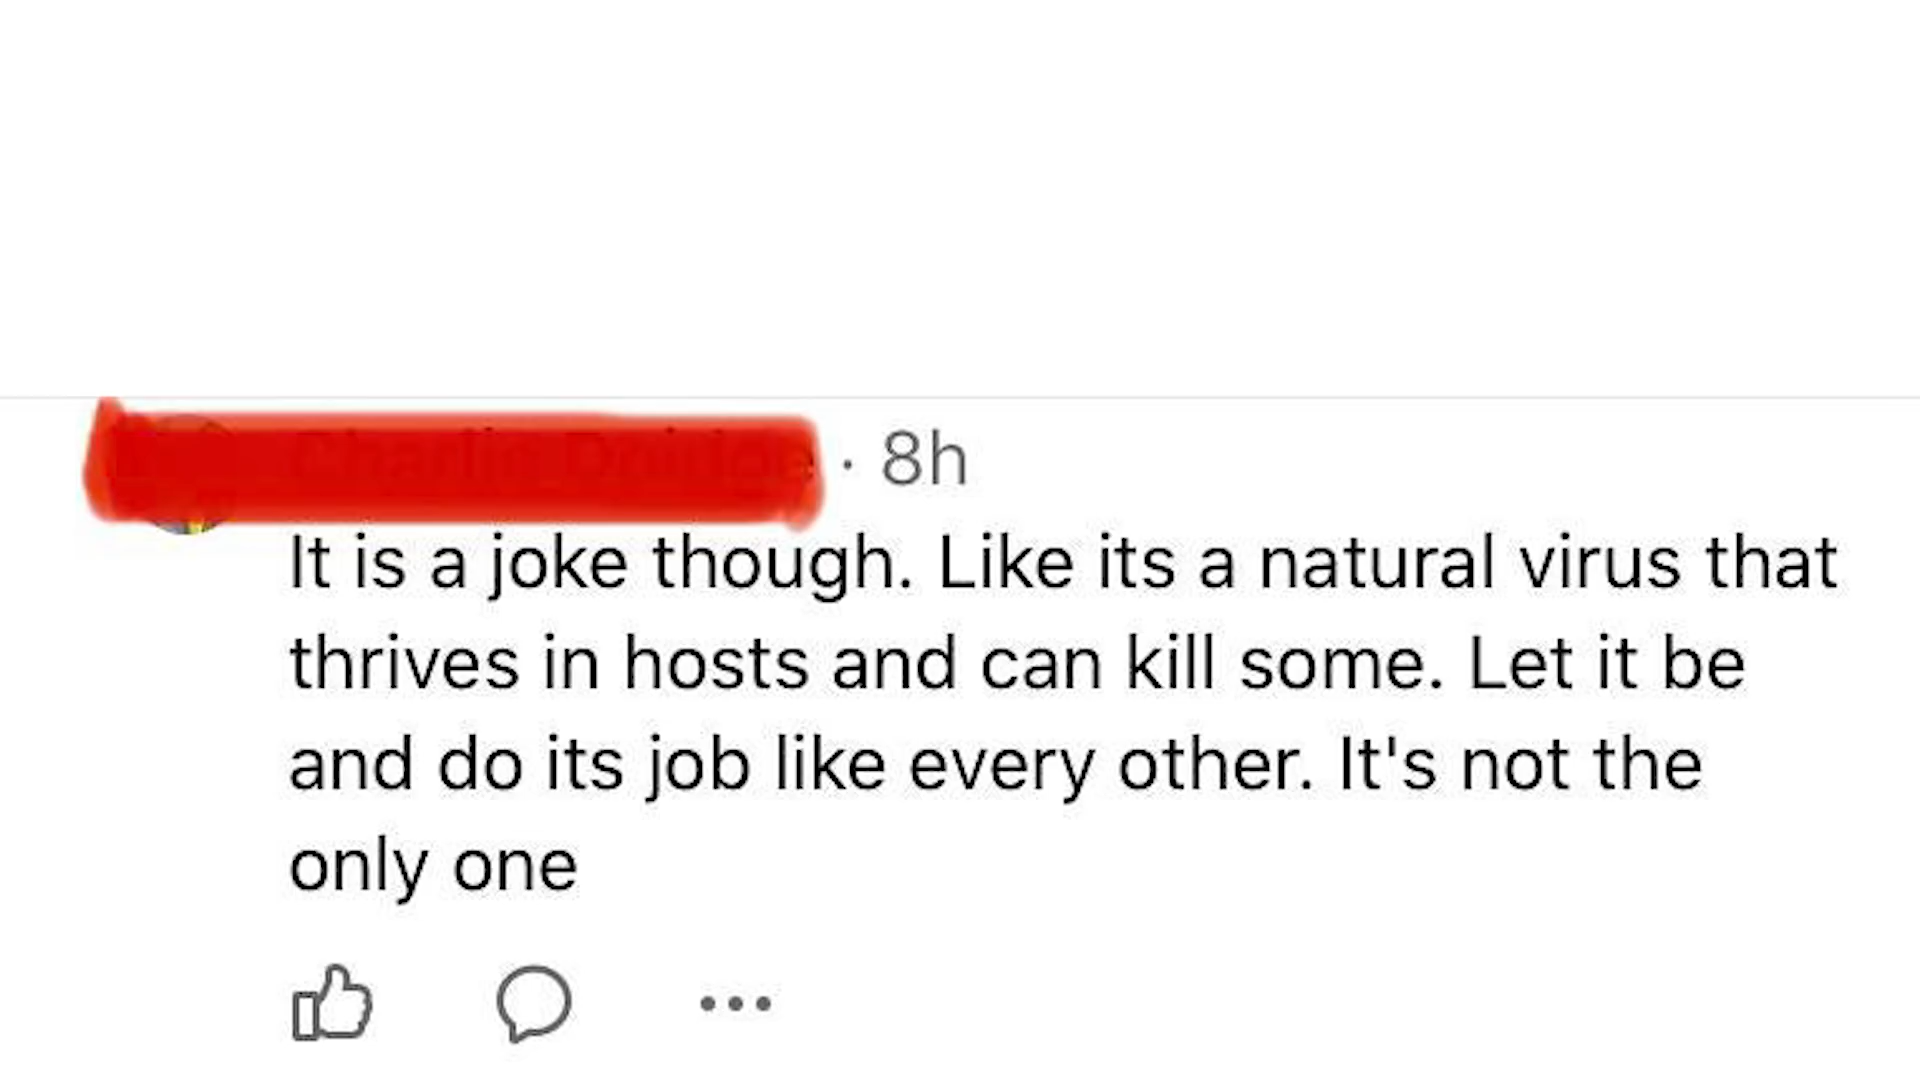 · 8h
It is a joke though. Like its a natural virus that
thrives in hosts and can kill some. Let it be
and do its job like every other. It's not the
only one